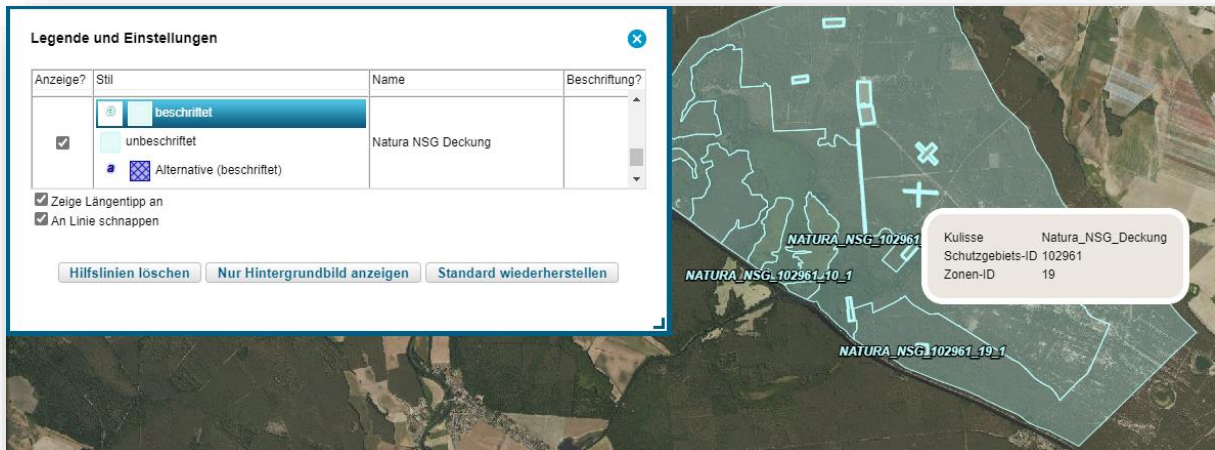 Legende und Einstellungen
Anzeige? Stil Name Beschriftung?
a beschriftet
unbeschriftet
Natura NSG Deckung
a Alternative (beschriftet)
Zeige Längentipp an
An Linie schnappen
Hilfslinien löschen Nur Hintergrundbild anzeigen Standard wiederherstellen
NATURA_NSG_102961
Kulisse Natura_NSG_Deckung
Schutzgebiets-ID 102961
Zonen-ID 19
NATURA_NSG_102961_10_1
NATURA_NSG_102961_19_1